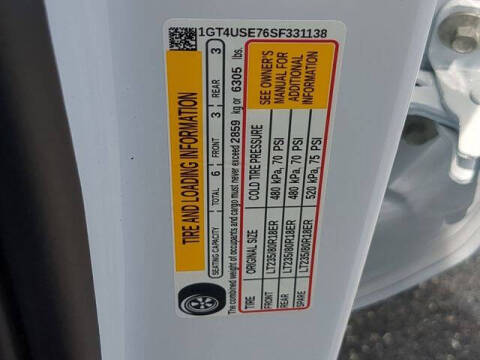 1GT4USE76SF331138
TIRE AND LOADING INFORMATION
SEATING CAPACITY TOTAL 6 FRONT 3 REAR 3
The combined weight of occupants and cargo must never exceed 2859 kg or 6305 lbs.
TIRE ORIGINAL SIZE COLD TIRE PRESSURE
FRONT LT235/80R18ER 480 kPa, 70 PSI
REAR LT235/80R18ER 480 kPa, 70 PSI
SPARE LT235/80R18ER 520 kPa, 75 PSI
SEE OWNER'S
MANUAL FOR
ADDITIONAL
INFORMATION